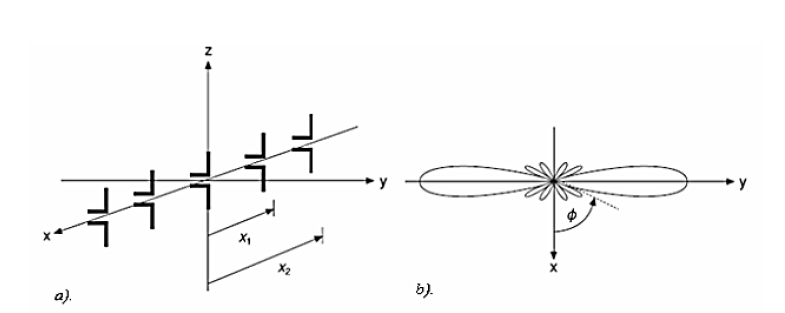 z
y
x
x₁
x₂
a).
y
ϕ
x
b).